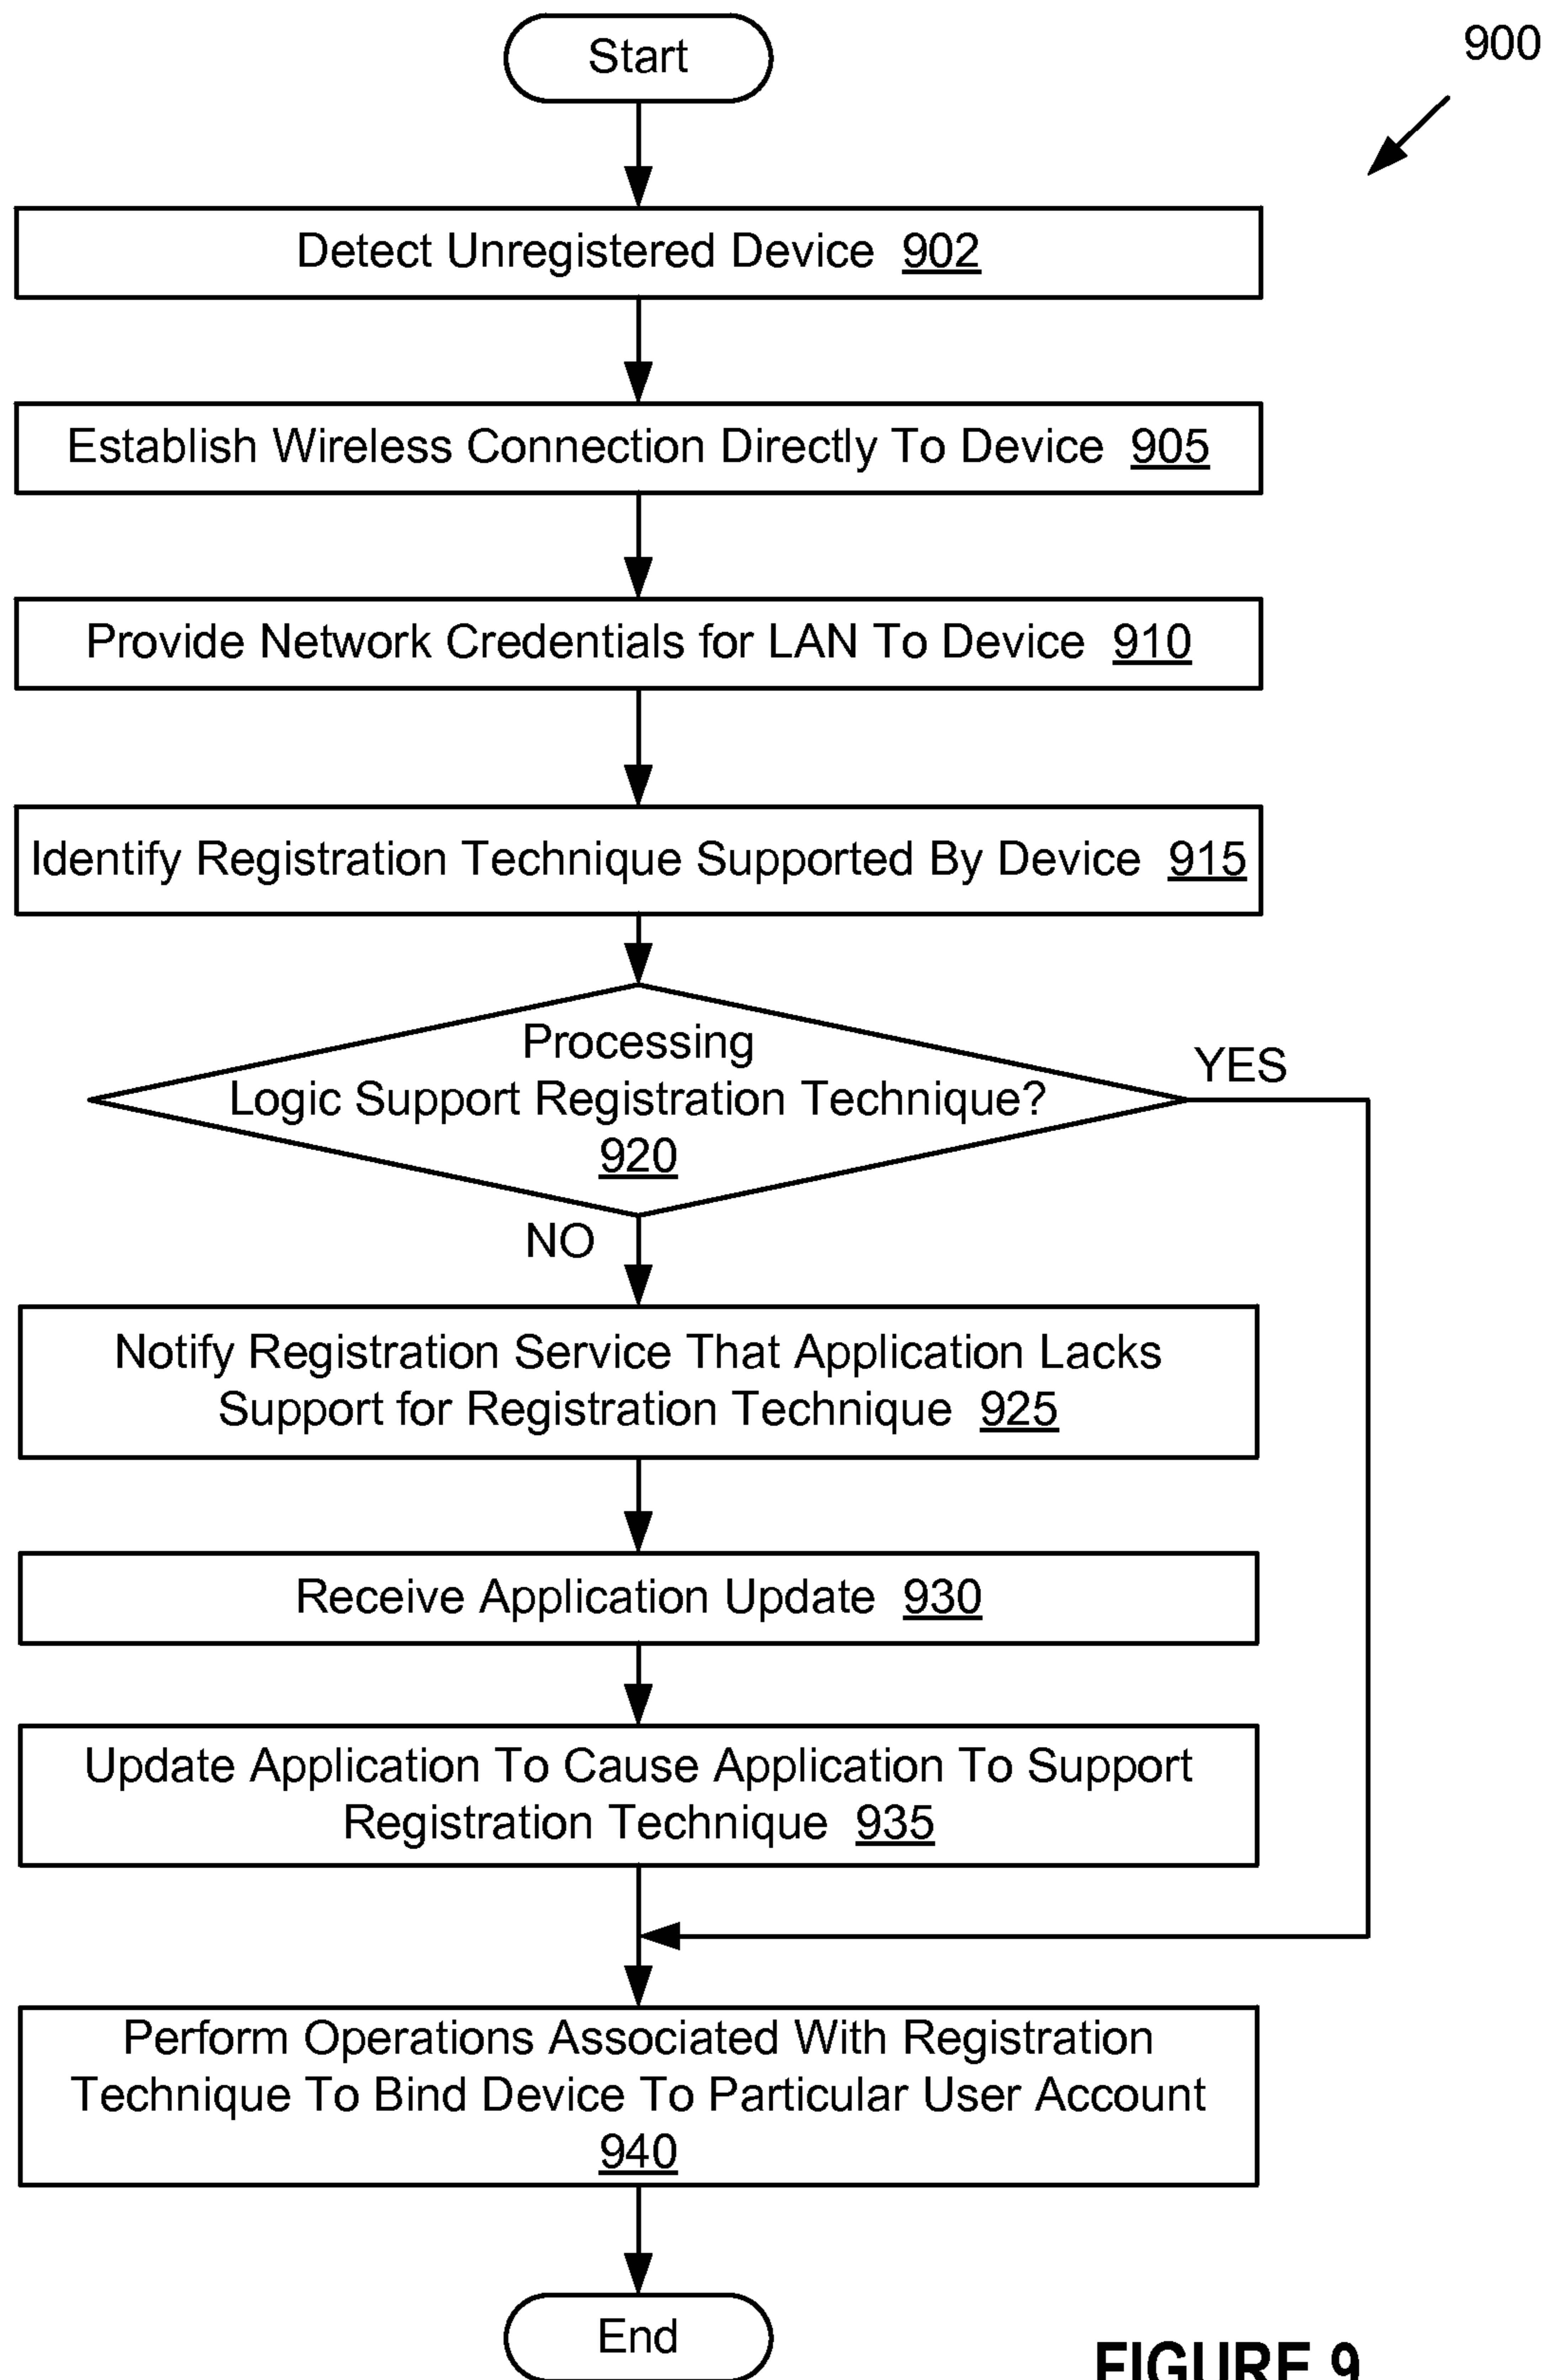 Start
900
Detect Unregistered Device 902
Establish Wireless Connection Directly To Device 905
Provide Network Credentials for LAN To Device 910
Identify Registration Technique Supported By Device 915
Processing
Logic Support Registration Technique?
920
YES
NO
Notify Registration Service That Application Lacks
Support for Registration Technique 925
Receive Application Update 930
Update Application To Cause Application To Support
Registration Technique 935
Perform Operations Associated With Registration
Technique To Bind Device To Particular User Account
940
End
FIGURE 9